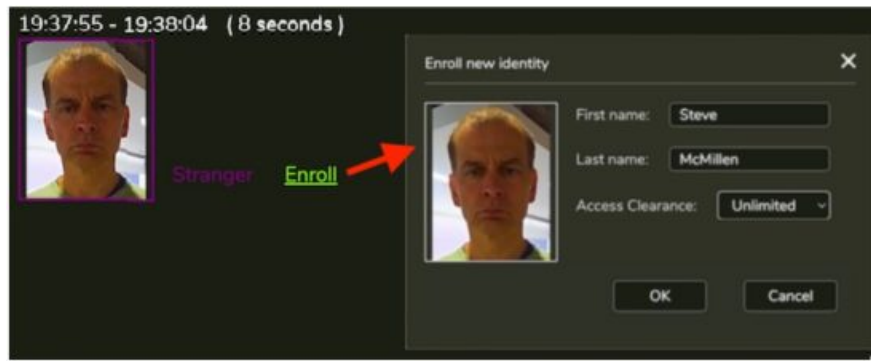 19:37:55 - 19:38:04 (8 seconds)
Stranger Enroll
Enroll new identity
First name: Steve
Last name: McMillen
Access Clearance: Unlimited
OK Cancel